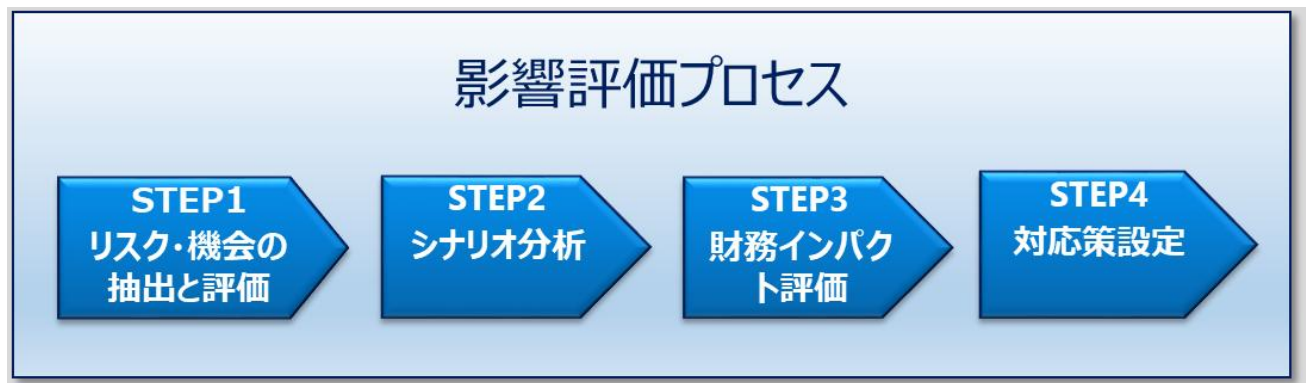 影響評価プロセス
STEP1
リスク・機会の
抽出と評価
STEP2
シナリオ分析
STEP3
財務インパク
ト評価
STEP4
対応策設定